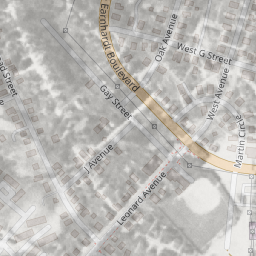 Earnhardt Boulevard
Oak Avenue
West G Street
Gay Street
West Avenue
Martin Circle
J Avenue
Leonard Avenue
Street